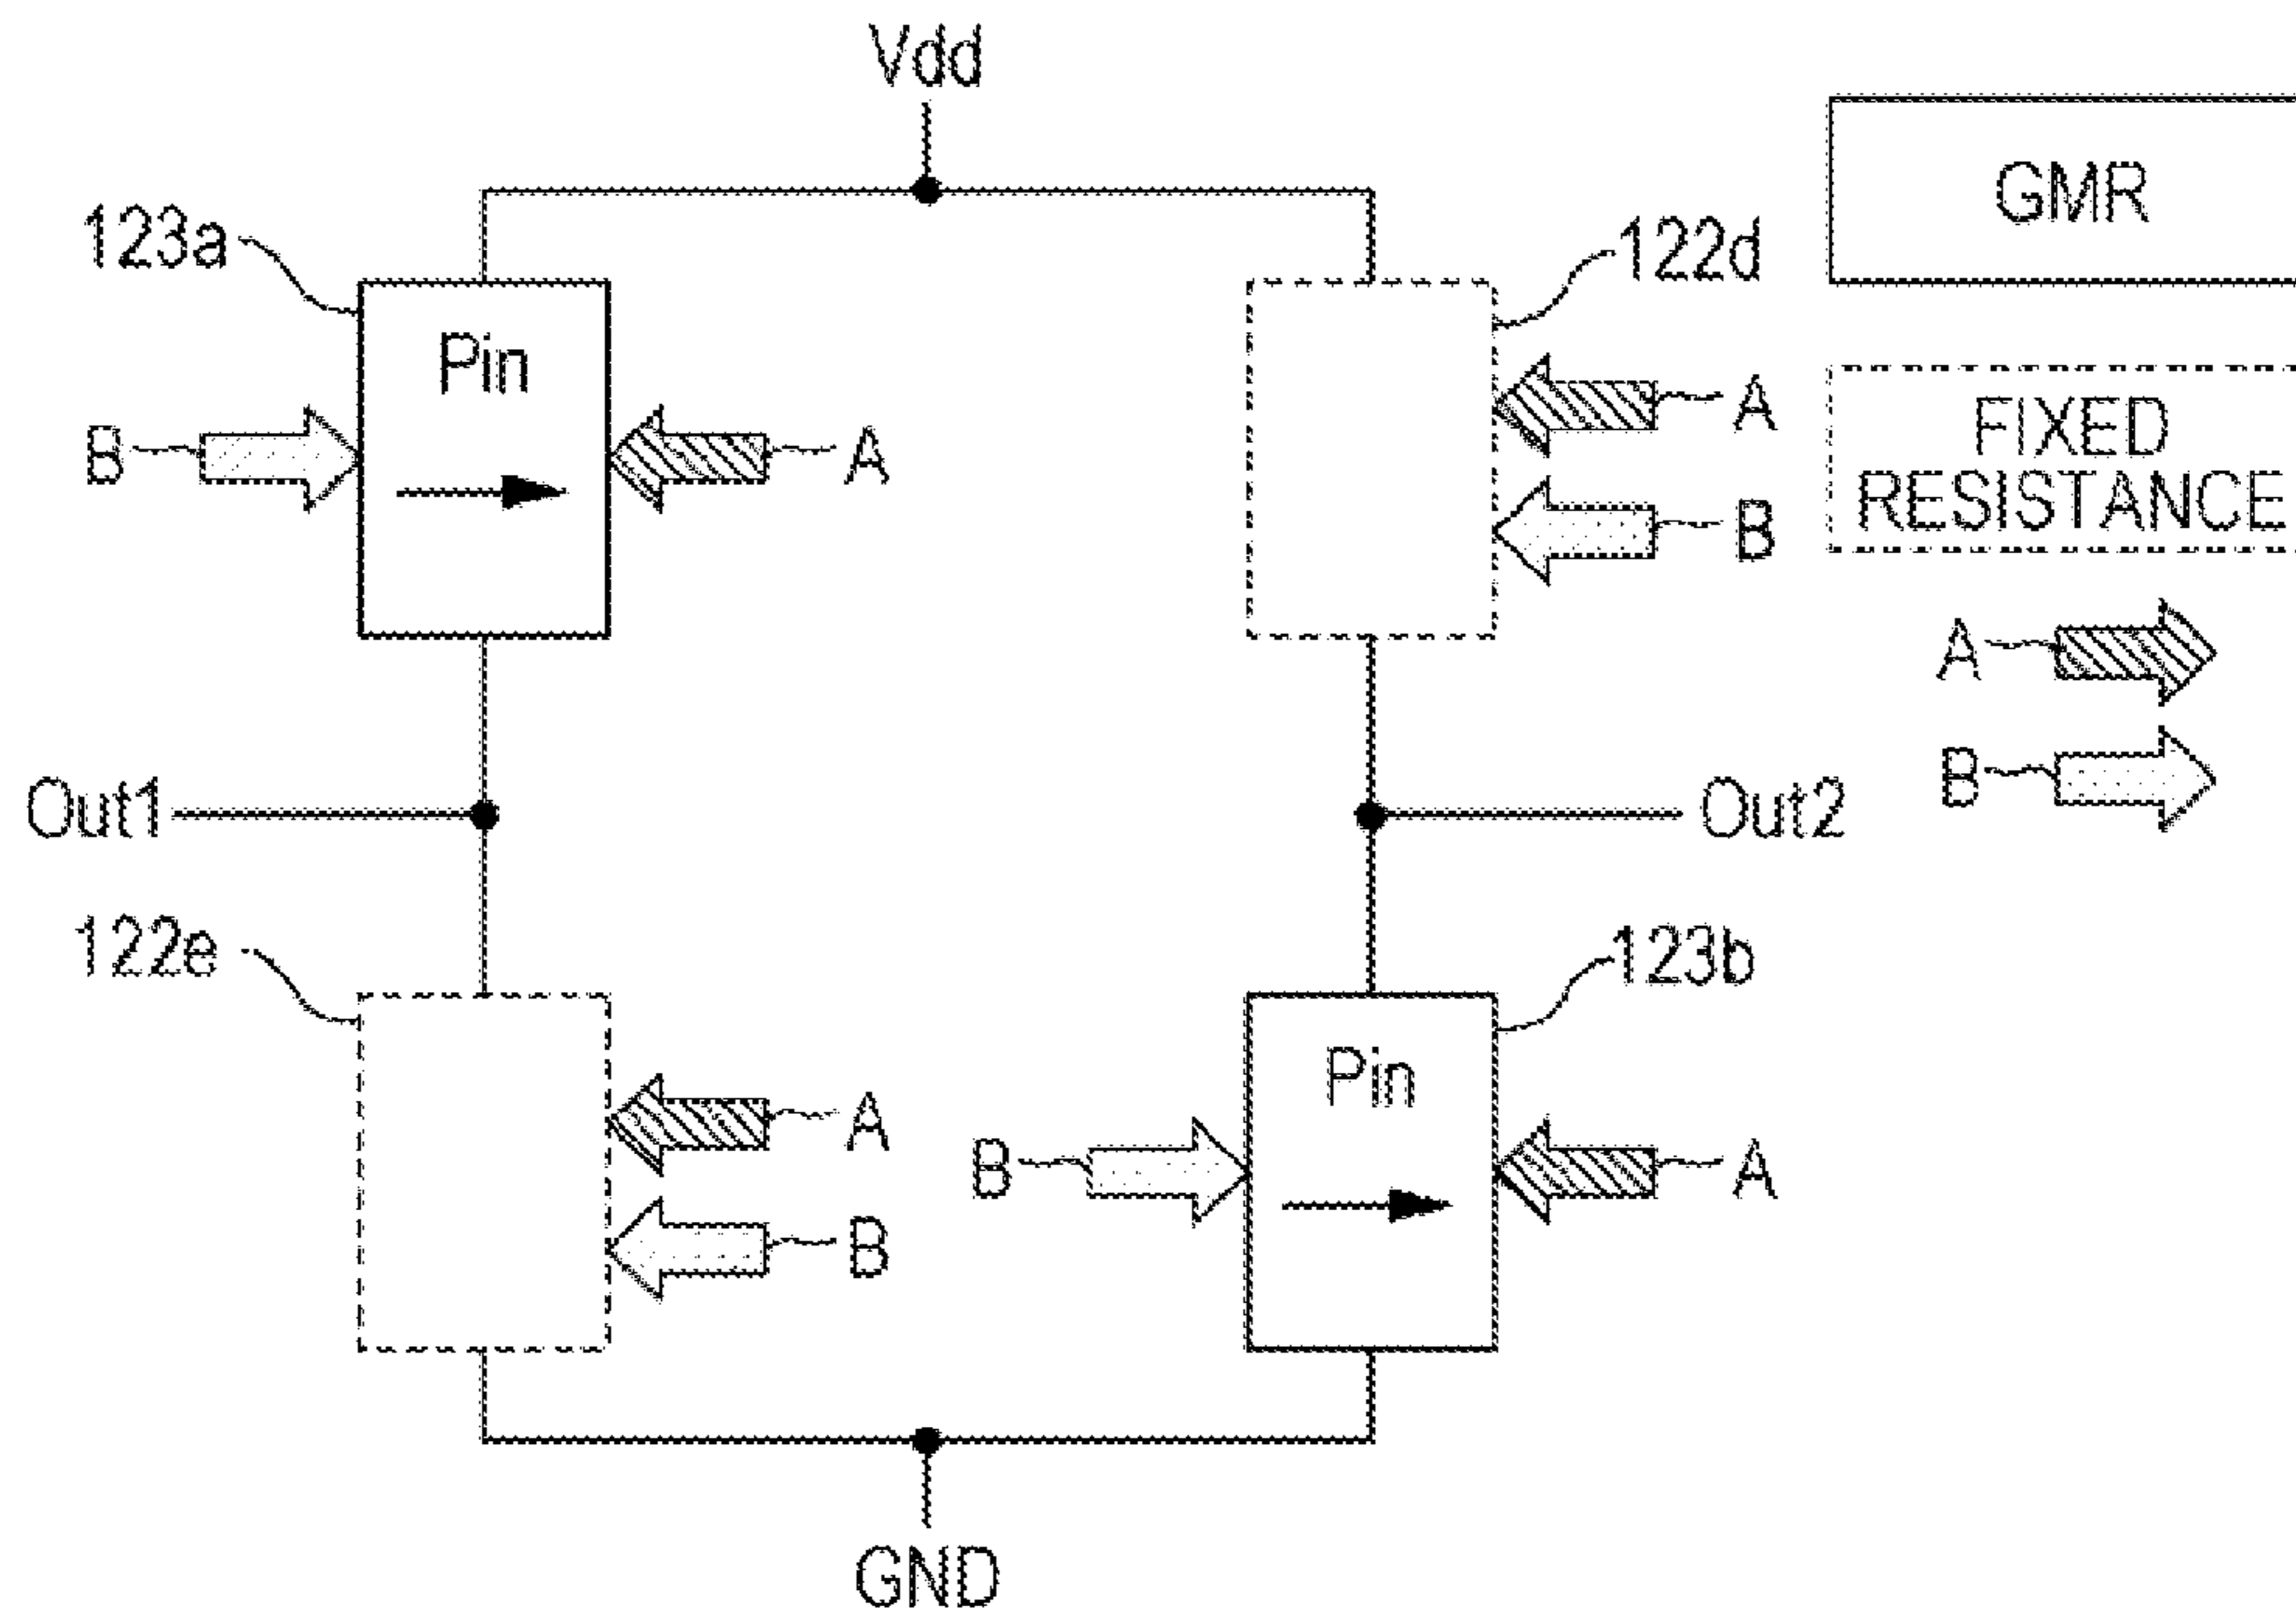 Vdd
GMR
123a
122d
Pin
A
FIXED
RESISTANCE
B
A
B
A
B
Out1
Out2
122e
123b
Pin
A
B
A
B
GND